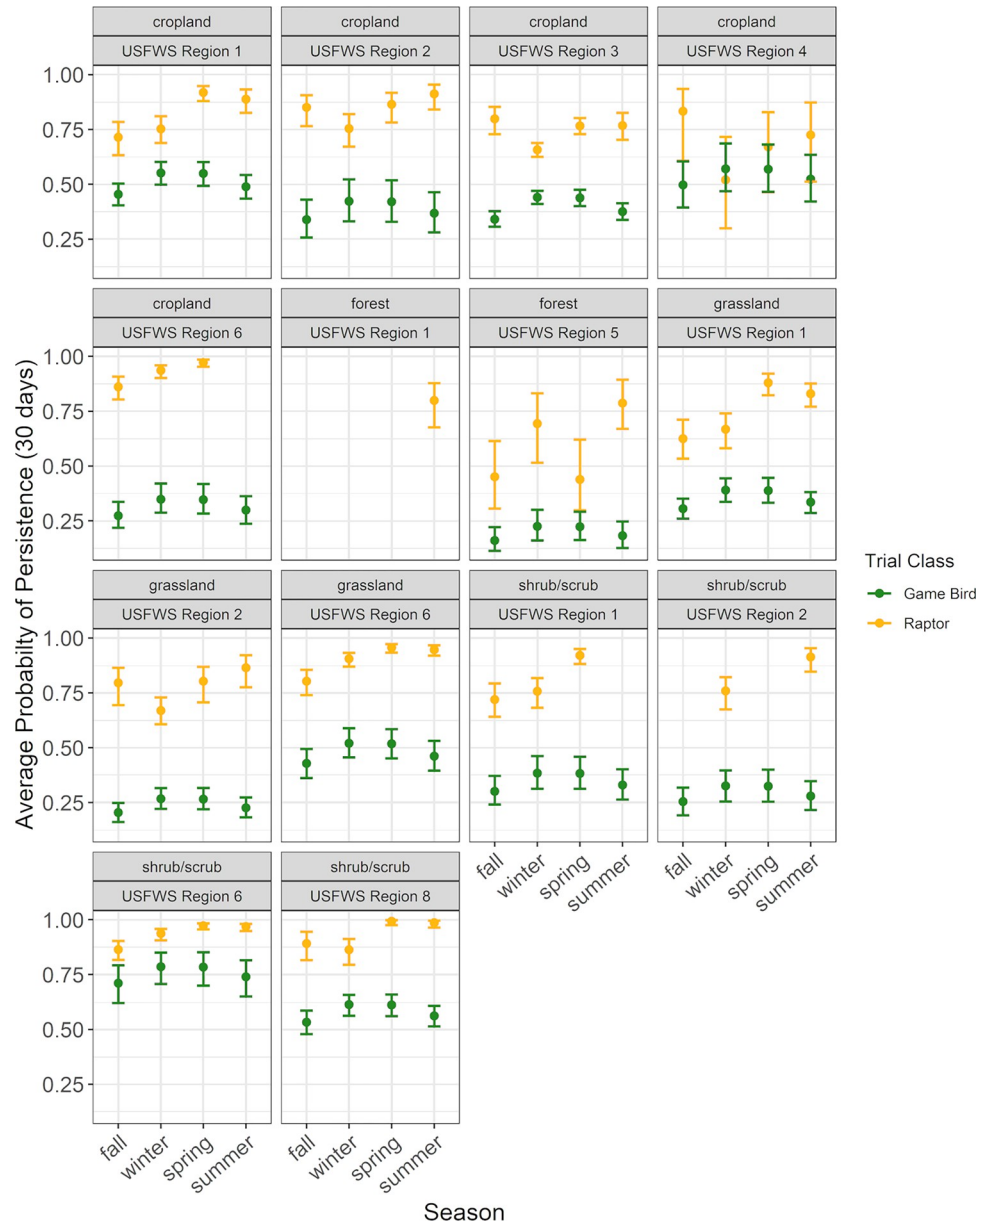 cropland cropland cropland cropland
USFWS Region 1 USFWS Region 2 USFWS Region 3 USFWS Region 4
1.00
0.75
0.50
0.25
cropland forest forest grassland
USFWS Region 6 USFWS Region 1 USFWS Region 5 USFWS Region 1
1.00
0.75
0.50
0.25
Average Probabilty of Persistence (30 days)
Trial Class
Game Bird
Raptor
grassland grassland shrub/scrub shrub/scrub
USFWS Region 2 USFWS Region 6 USFWS Region 1 USFWS Region 2
1.00
0.75
0.50
0.25
fall winter spring summer fall winter spring summer
shrub/scrub shrub/scrub
USFWS Region 6 USFWS Region 8
1.00
0.75
0.50
0.25
fall winter spring summer fall winter spring summer
Season